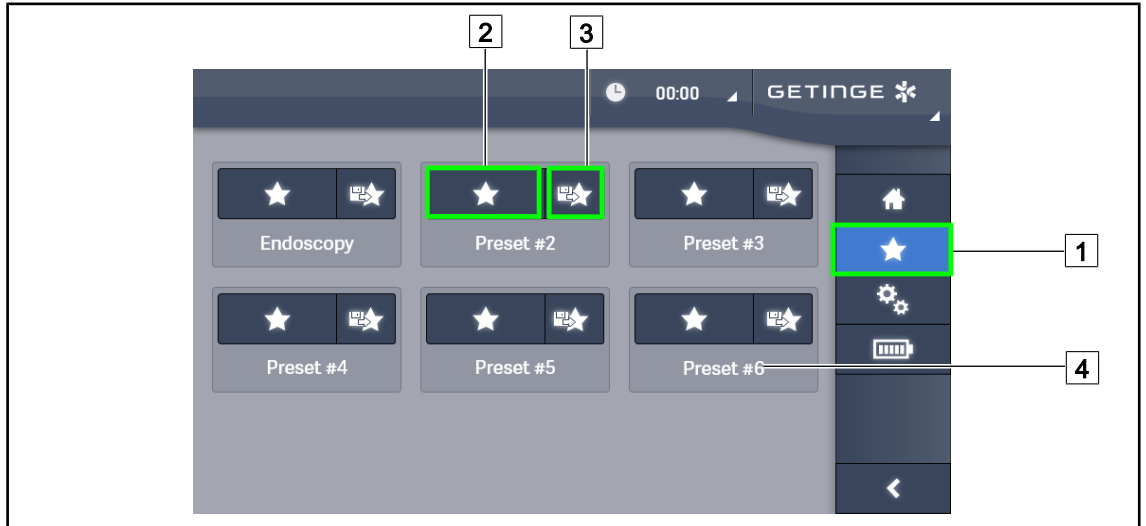 2 3
00:00 GETINGE
Endoscopy Preset #2 Preset #3
1
Preset #4 Preset #5 Preset #6
4